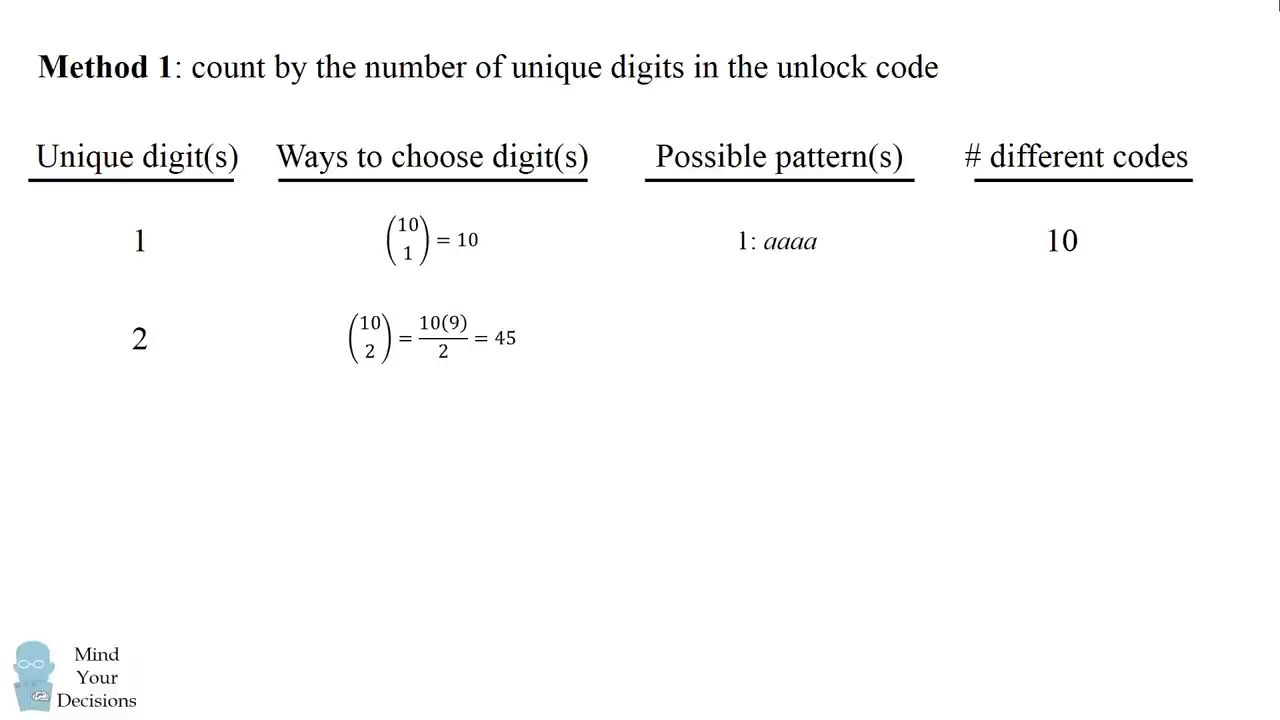 Method 1: count by the number of unique digits in the unlock code
Unique digit(s) Ways to choose digit(s) Possible pattern(s) # different codes
1 (10 1) = 10 1: aaaa 10
2 (10 2) = 10(9)/2 = 45
Mind
Your
Decisions